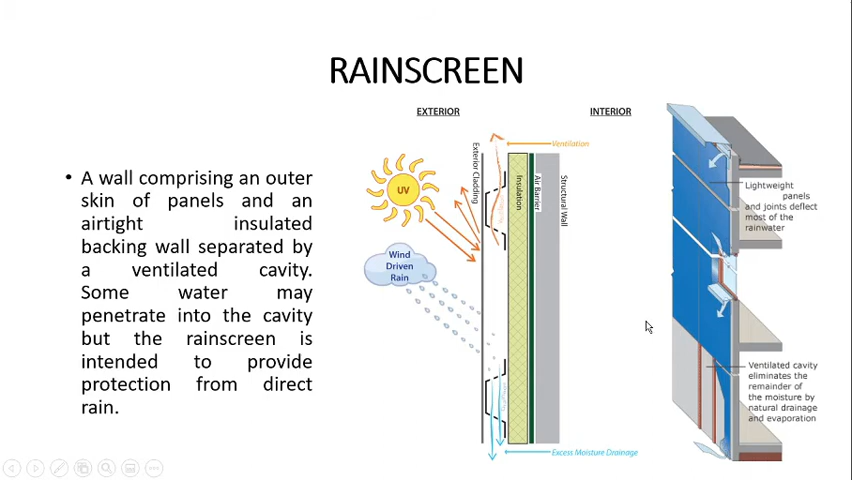 RAINSCREEN
• A wall comprising an outer
skin of panels and an
airtight insulated
backing wall separated by
a ventilated cavity.
Some water may
penetrate into the cavity
but the rainscreen is
intended to provide
protection from direct
rain.
EXTERIOR
INTERIOR
Ventilation
UV
Wind
Driven
Rain
Exterior Cladding
Insulation
Air Barrier
Structural Wall
Excess Moisture Drainage
Lightweight
panels
and joints deflect
most of the
rainwater
Ventilated cavity
eliminates the
remainder of
the moisture by
natural drainage
and evaporation